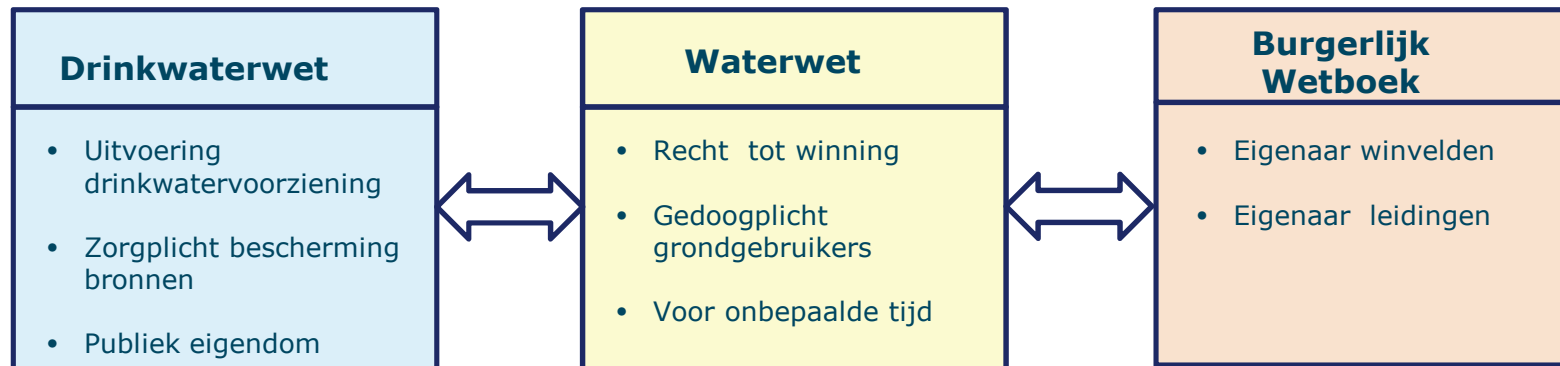 Drinkwaterwet
• Uitvoering
drinkwatervoorziening
• Zorgplicht bescherming
bronnen
• Publiek eigendom
Waterwet
• Recht tot winning
• Gedoogplicht
grondgebruikers
• Voor onbepaalde tijd
Burgerlijk
Wetboek
• Eigenaar winvelden
• Eigenaar leidingen